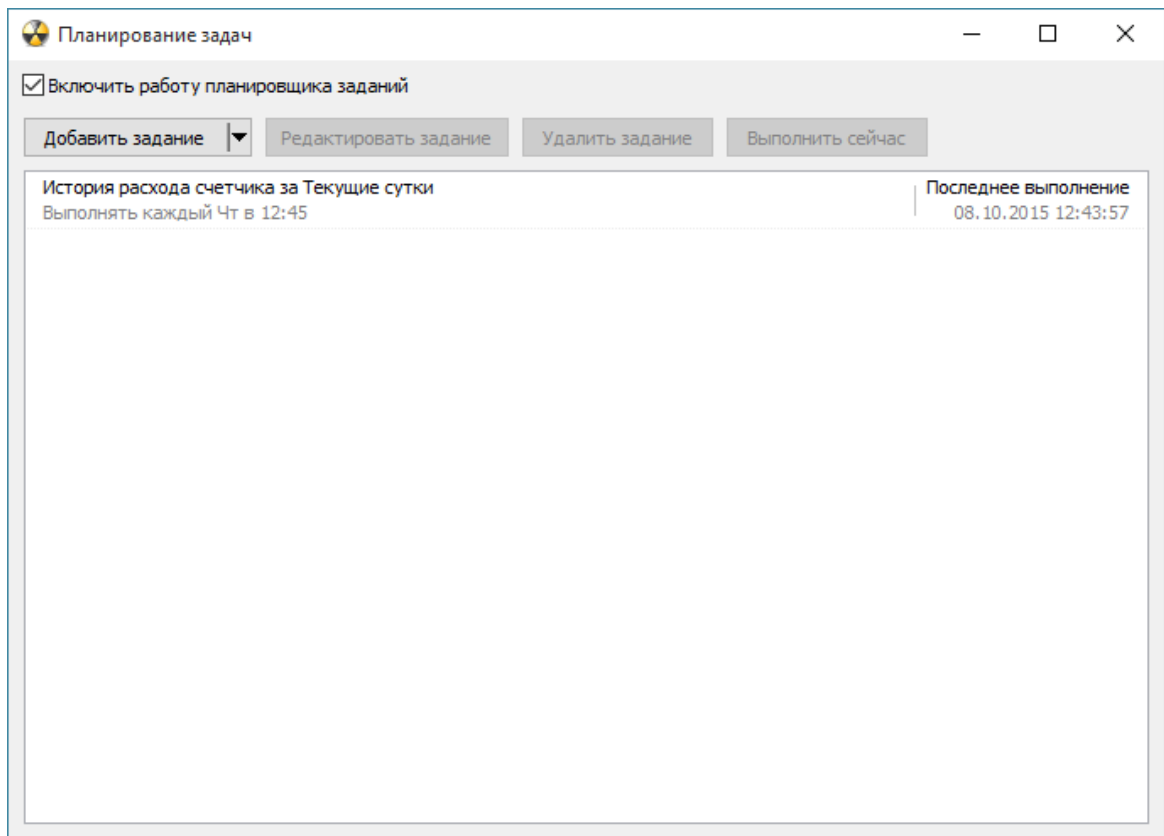 Планирование задач
Включить работу планировщика заданий
Добавить задание
Редактировать задание
Удалить задание
Выполнить сейчас
История расхода счетчика за Текущие сутки
Последнее выполнение
Выполнять каждый Чт в 12:45
08.10.2015 12:43:57